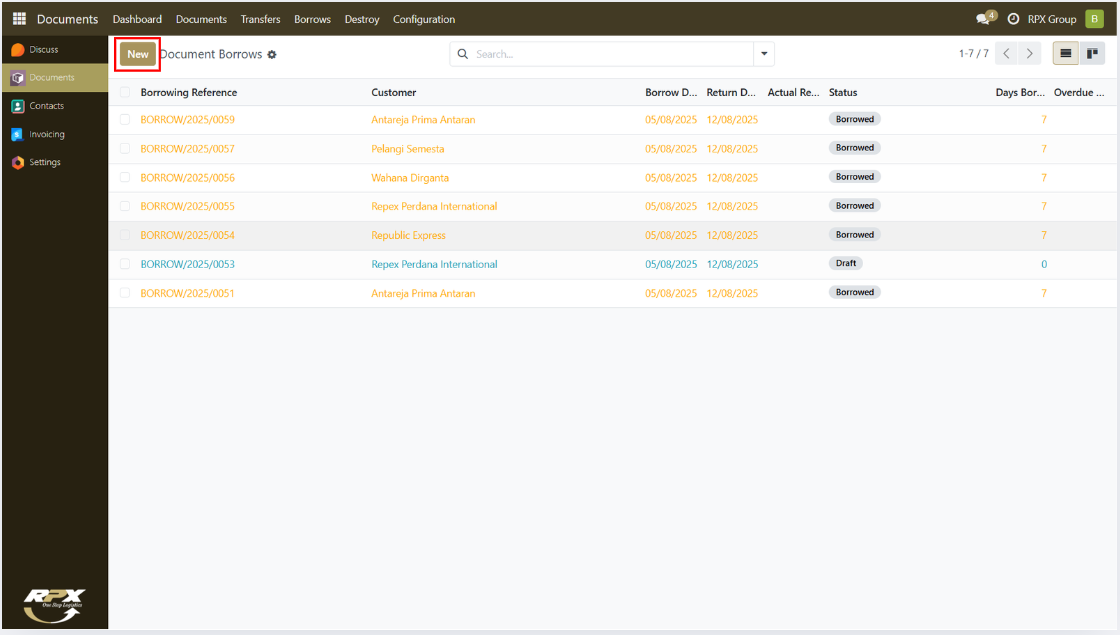 Documents Dashboard Documents Transfers Borrows Destroy Configuration 4 RPX Group B
Discuss
Documents
Contacts
Invoicing
Settings
New Document Borrows Search... 1-7 / 7
Borrowing Reference Customer Borrow D... Return D... Actual Re... Status Days Bor... Overdue ...
BORROW/2025/0059 Antareja Prima Antaran 05/08/2025 12/08/2025 Borrowed 7
BORROW/2025/0057 Pelangi Semesta 05/08/2025 12/08/2025 Borrowed 7
BORROW/2025/0056 Wahana Dirganta 05/08/2025 12/08/2025 Borrowed 7
BORROW/2025/0055 Repex Perdana International 05/08/2025 12/08/2025 Borrowed 7
BORROW/2025/0054 Republic Express 05/08/2025 12/08/2025 Borrowed 7
BORROW/2025/0053 Repex Perdana International 05/08/2025 12/08/2025 Draft 0
BORROW/2025/0051 Antareja Prima Antaran 05/08/2025 12/08/2025 Borrowed 7
RPX
One Stop Logistics